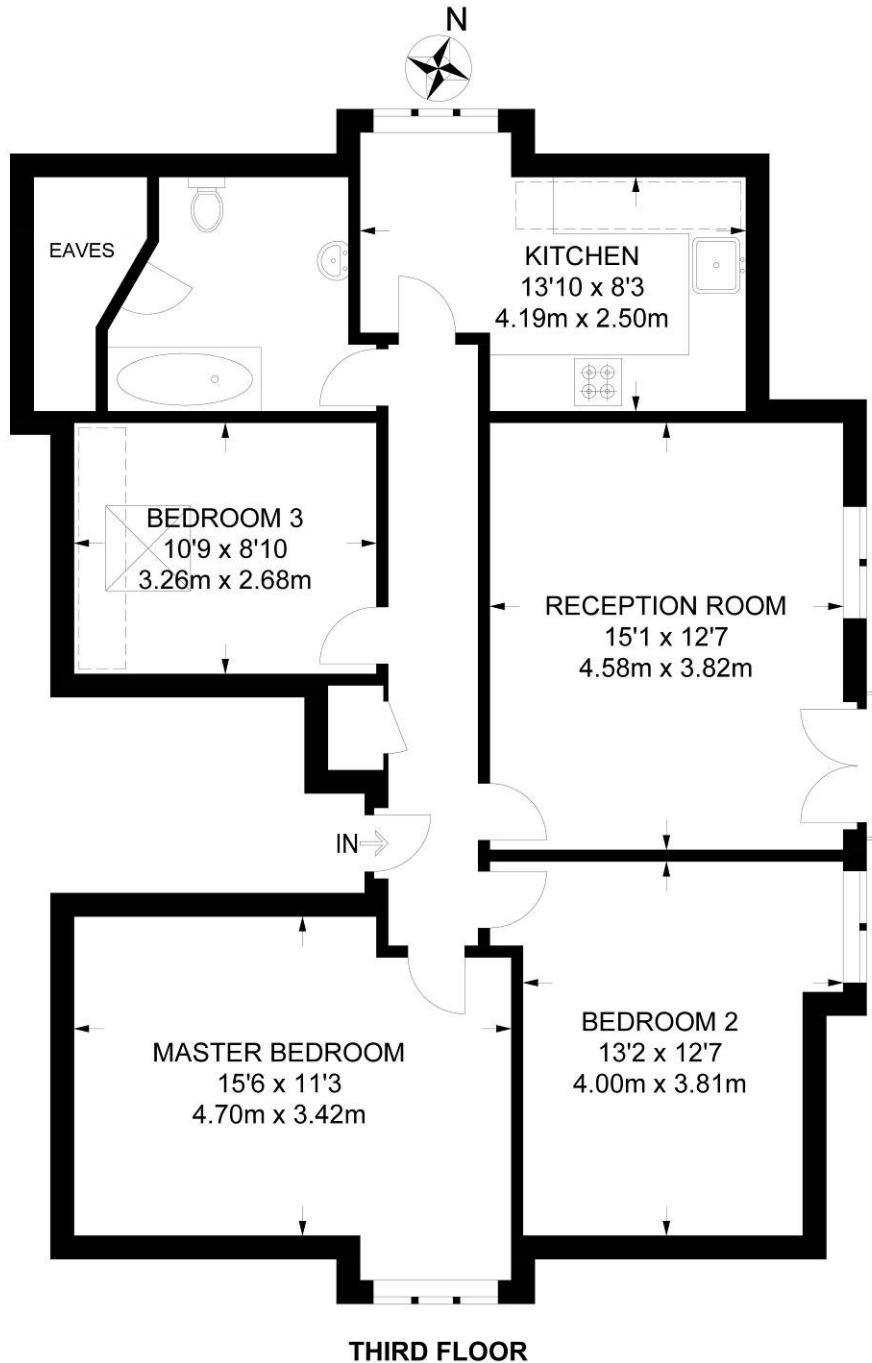 N
EAVES
KITCHEN
13'10 x 8'3
4.19m x 2.50m
BEDROOM 3
10'9 x 8'10
3.26m x 2.68m
RECEPTION ROOM
15'1 x 12'7
4.58m x 3.82m
IN
MASTER BEDROOM
15'6 x 11'3
4.70m x 3.42m
BEDROOM 2
13'2 x 12'7
4.00m x 3.81m
THIRD FLOOR